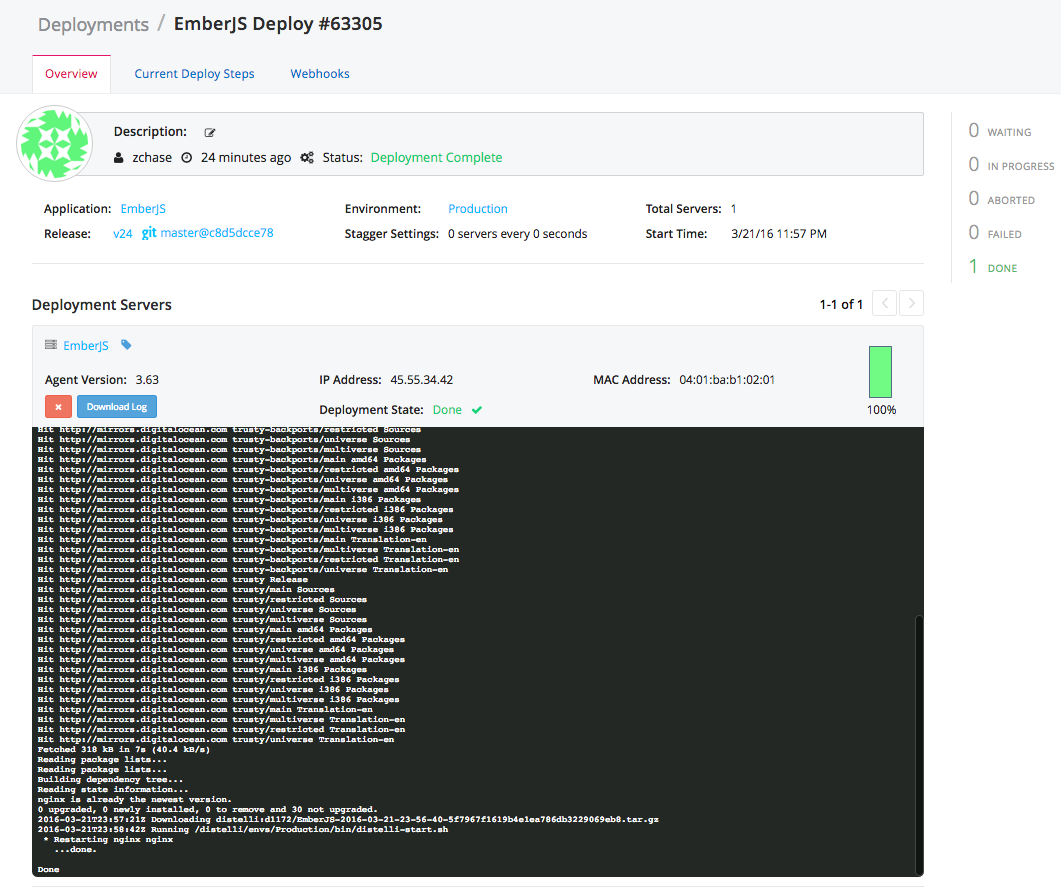 Deployments / EmberJS Deploy #63305
Overview Current Deploy Steps Webhooks
Description:
zchase 24 minutes ago Status: Deployment Complete
Application: EmberJS Environment: Production Total Servers: 1
Release: v24 git master@c8d5dcce78 Stagger Settings: 0 servers every 0 seconds Start Time: 3/21/16 11:57 PM
0 WAITING
0 IN PROGRESS
0 ABORTED
0 FAILED
1 DONE
Deployment Servers 1-1 of 1
EmberJS
Agent Version: 3.63 IP Address: 45.55.34.42 MAC Address: 04:01:ba:b1:02:01
Download Log Deployment State: Done 100%
Hit http://mirrors.digitalocean.com trusty-backports/restricted Sources
Hit http://mirrors.digitalocean.com trusty-backports/universe Sources
Hit http://mirrors.digitalocean.com trusty-backports/multiverse Sources
Hit http://mirrors.digitalocean.com trusty-backports/main amd64 Packages
Hit http://mirrors.digitalocean.com trusty-backports/restricted amd64 Packages
Hit http://mirrors.digitalocean.com trusty-backports/universe amd64 Packages
Hit http://mirrors.digitalocean.com trusty-backports/multiverse amd64 Packages
Hit http://mirrors.digitalocean.com trusty-backports/main i386 Packages
Hit http://mirrors.digitalocean.com trusty-backports/restricted i386 Packages
Hit http://mirrors.digitalocean.com trusty-backports/universe i386 Packages
Hit http://mirrors.digitalocean.com trusty-backports/multiverse i386 Packages
Hit http://mirrors.digitalocean.com trusty-backports/main Translation-en
Hit http://mirrors.digitalocean.com trusty-backports/multiverse Translation-en
Hit http://mirrors.digitalocean.com trusty-backports/restricted Translation-en
Hit http://mirrors.digitalocean.com trusty-backports/universe Translation-en
Hit http://mirrors.digitalocean.com trusty Release
Hit http://mirrors.digitalocean.com trusty/main Sources
Hit http://mirrors.digitalocean.com trusty/restricted Sources
Hit http://mirrors.digitalocean.com trusty/universe Sources
Hit http://mirrors.digitalocean.com trusty/multiverse Sources
Hit http://mirrors.digitalocean.com trusty/main amd64 Packages
Hit http://mirrors.digitalocean.com trusty/restricted amd64 Packages
Hit http://mirrors.digitalocean.com trusty/universe amd64 Packages
Hit http://mirrors.digitalocean.com trusty/multiverse amd64 Packages
Hit http://mirrors.digitalocean.com trusty/main i386 Packages
Hit http://mirrors.digitalocean.com trusty/restricted i386 Packages
Hit http://mirrors.digitalocean.com trusty/universe i386 Packages
Hit http://mirrors.digitalocean.com trusty/multiverse i386 Packages
Hit http://mirrors.digitalocean.com trusty/main Translation-en
Hit http://mirrors.digitalocean.com trusty/multiverse Translation-en
Hit http://mirrors.digitalocean.com trusty/restricted Translation-en
Hit http://mirrors.digitalocean.com trusty/universe Translation-en
Fetched 318 kB in 7s (40.4 kB/s)
Reading package lists...
Reading package lists...
Building dependency tree...
Reading state information...
nginx is already the newest version.
0 upgraded, 0 newly installed, 0 to remove and 30 not upgraded.
2016-03-21T23:57:21Z Downloading distelli:d1172/EmberJS-2016-03-21-23-56-40-5f7967f1619b4e1ea786db3229069eb8.tar.gz
2016-03-21T23:58:42Z Running /distelli/envs/Production/bin/distelli-start.sh
* Restarting nginx nginx
...done.
Done